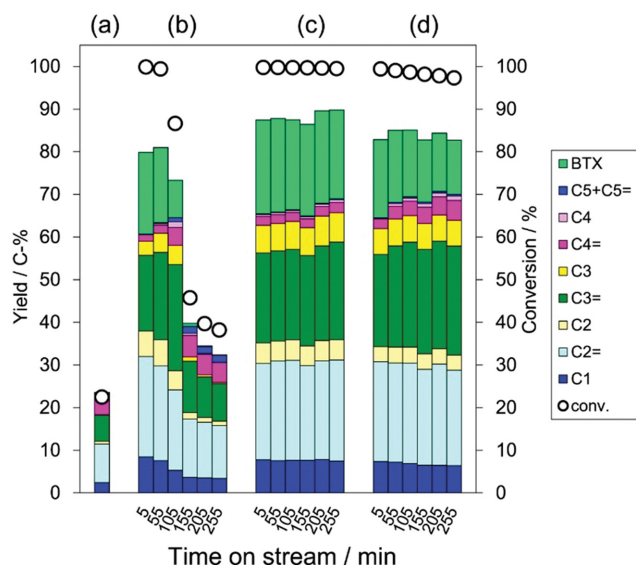 (a) (b) (c) (d)
Yield / C-%
100
90
80
70
60
50
40
30
20
10
0
5 55 105 155 205 255
5 55 105 155 205 255
5 55 105 155 205 255
Time on stream / min
100
90
80
70
60
50
40
30
20
10
0
Conversion / %
BTX
C5+C5=
C4
C4=
C3
C3=
C2
C2=
C1
conv.